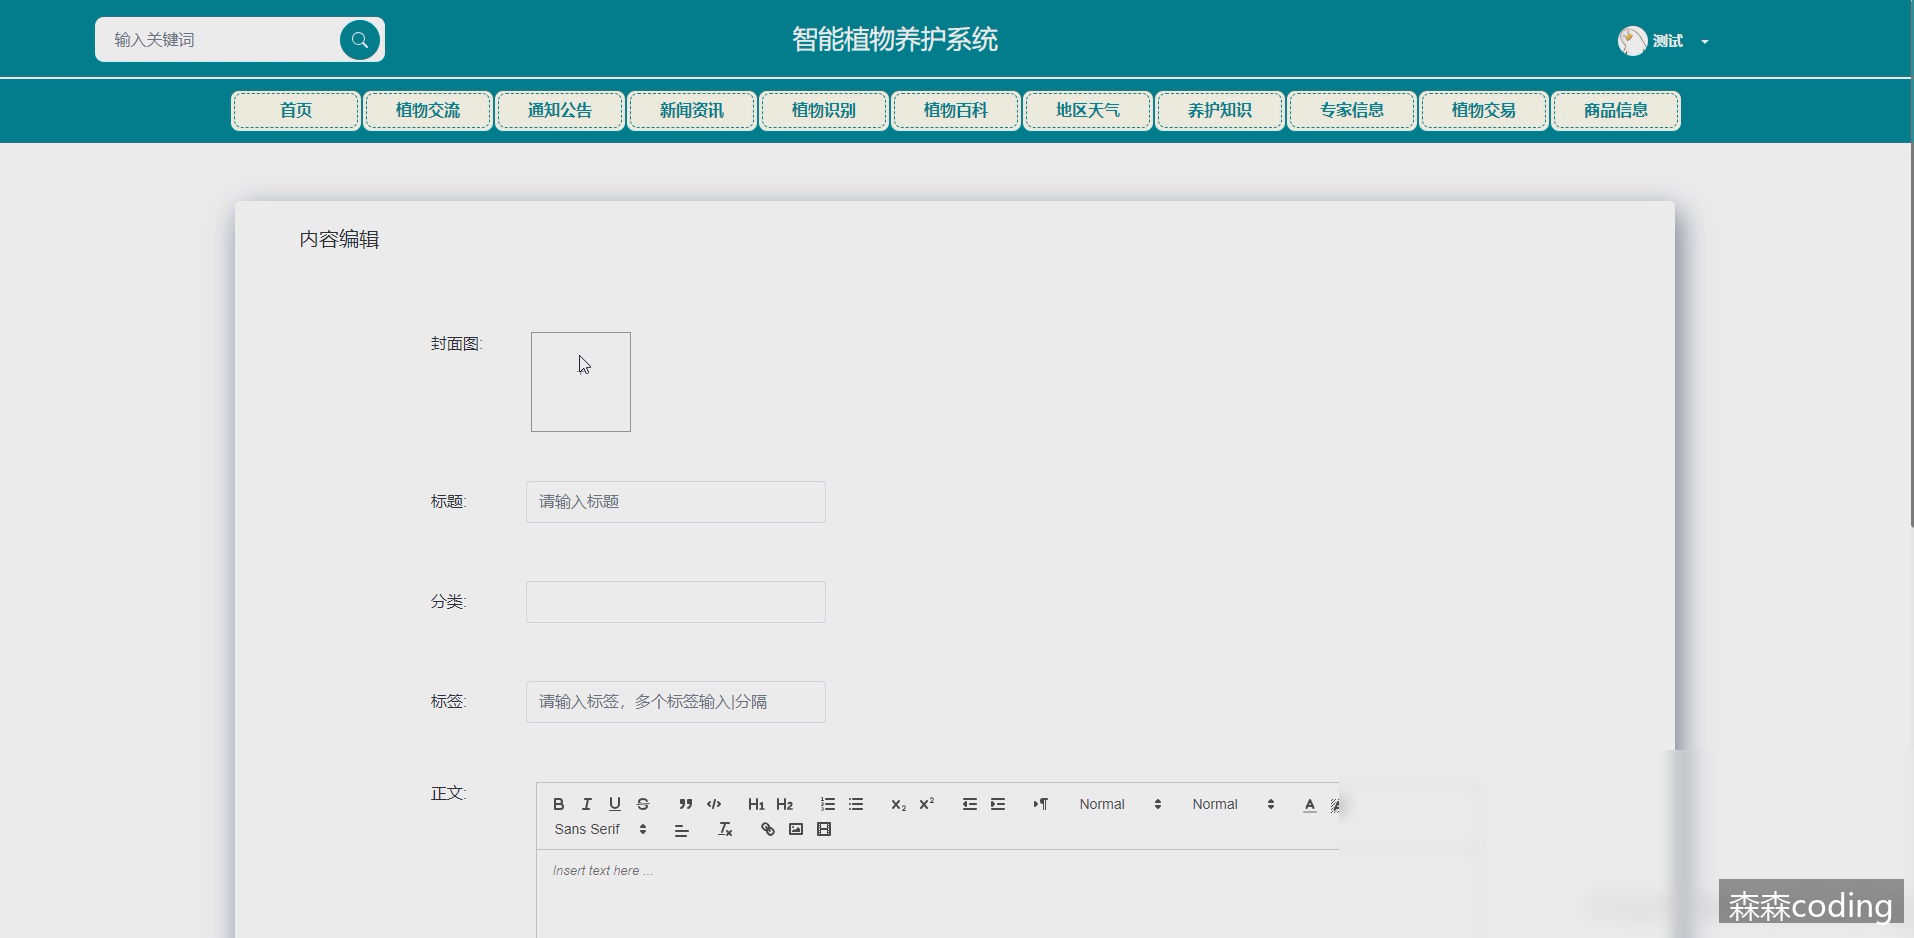 输入关键词
智能植物养护系统
测试
首页 植物交流 通知公告 新闻资讯 植物识别 植物百科 地区天气 养护知识 专家信息 植物交易 商品信息
内容编辑
封面图:
标题: 请输入标题
分类:
标签: 请输入标签，多个标签输入|分隔
正文:
B I U S H1 H2 x2 x2 Normal Normal A
Sans Serif
Insert text here ...
森森coding